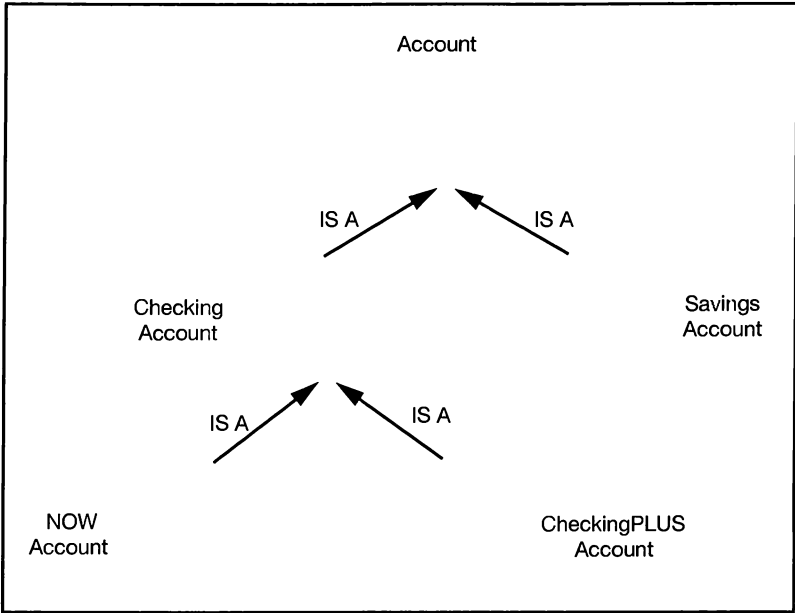 Account
IS A
IS A
Checking
Account
Savings
Account
IS A
IS A
NOW
Account
CheckingPLUS
Account